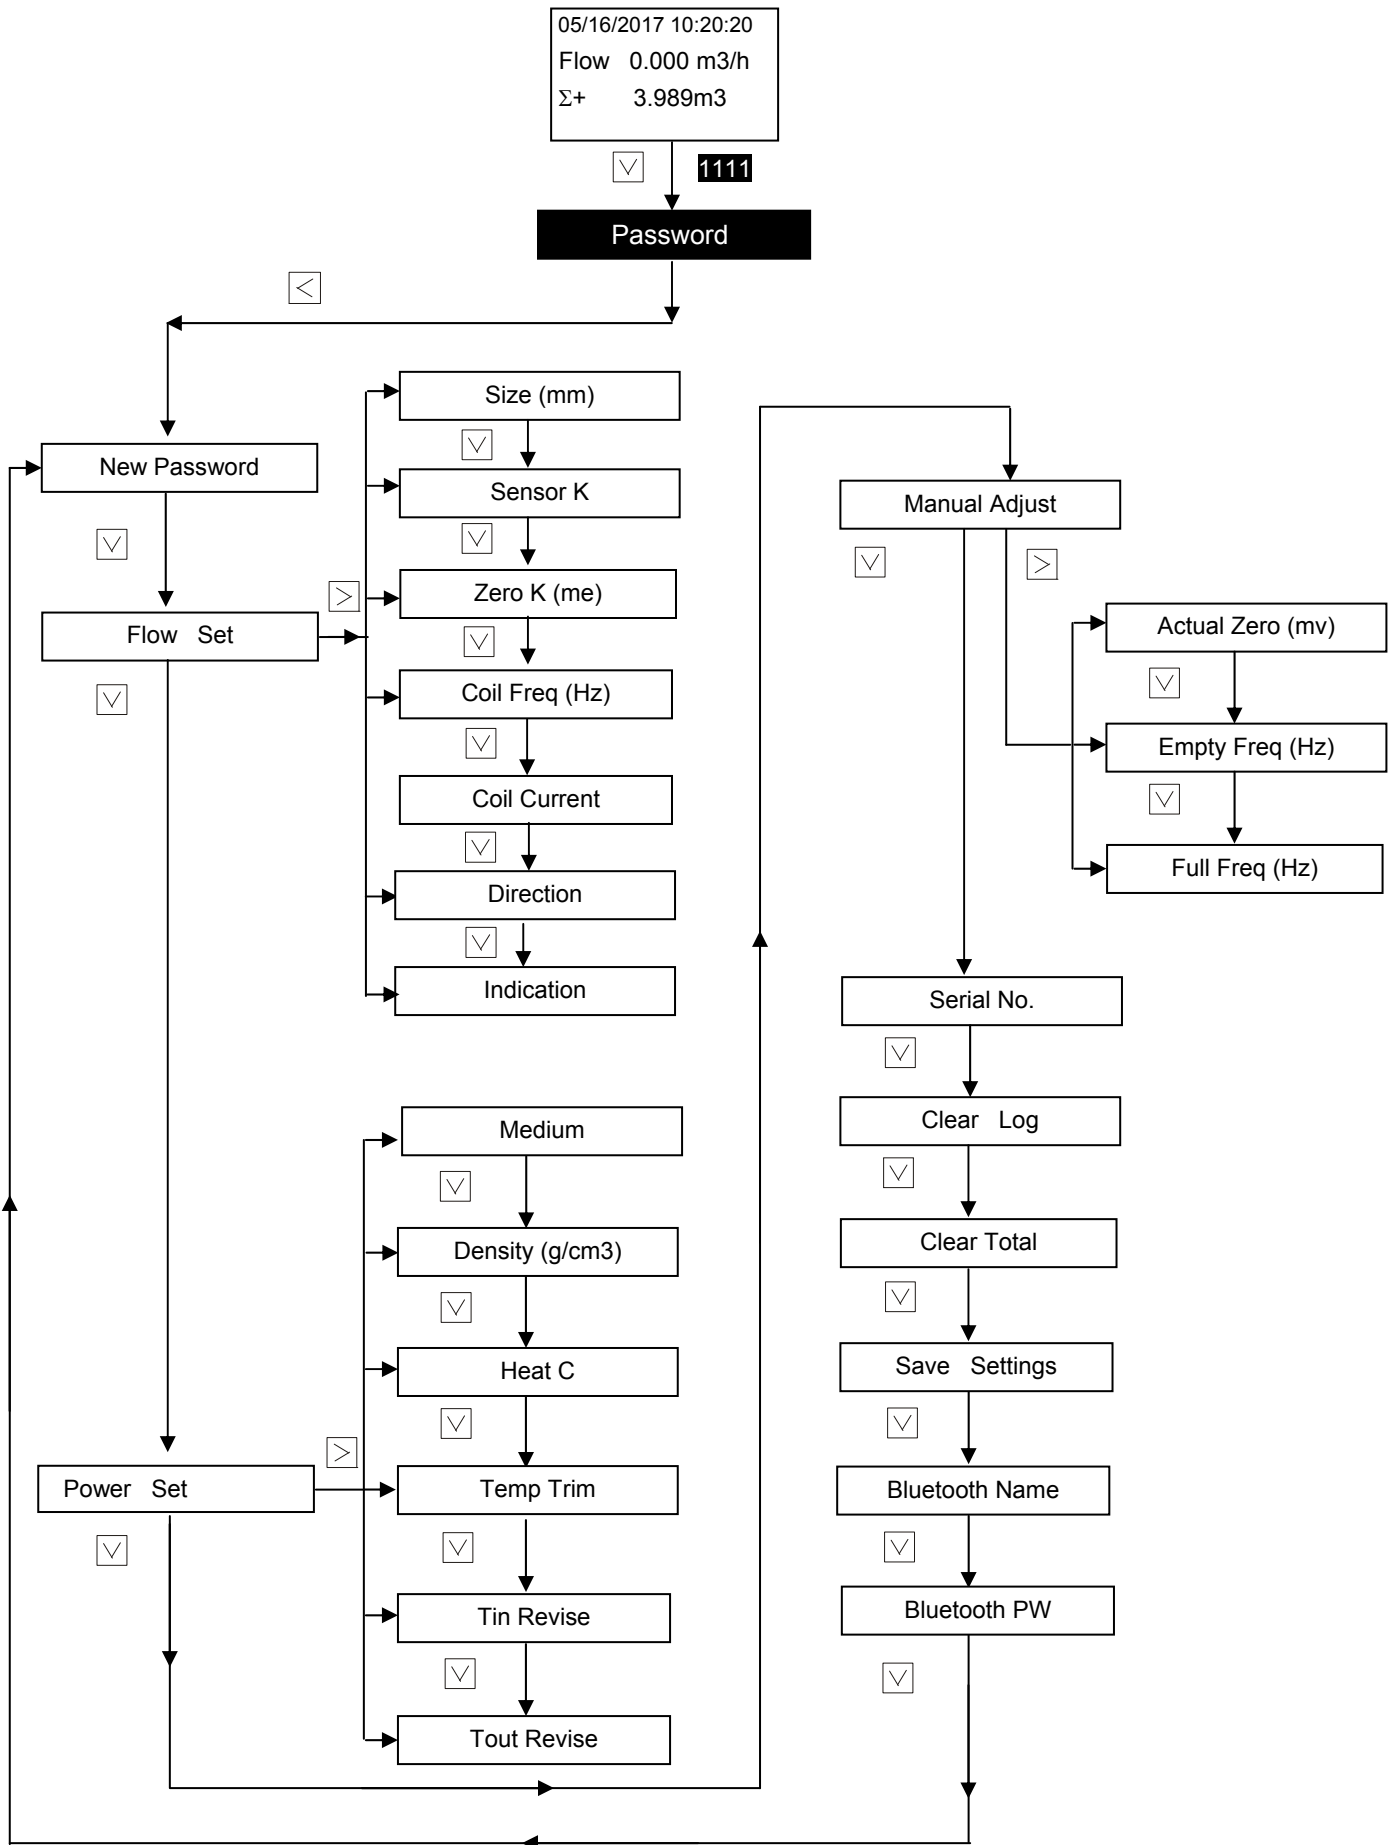 05/16/2017 10:20:20
Flow 0.000 m3/h
Σ+ 3.989m3
1111
Password
New Password
Flow Set
Size (mm)
Sensor K
Zero K (me)
Coil Freq (Hz)
Coil Current
Direction
Indication
Power Set
Medium
Density (g/cm3)
Heat C
Temp Trim
Tin Revise
Tout Revise
Manual Adjust
Actual Zero (mv)
Empty Freq (Hz)
Full Freq (Hz)
Serial No.
Clear Log
Clear Total
Save Settings
Bluetooth Name
Bluetooth PW